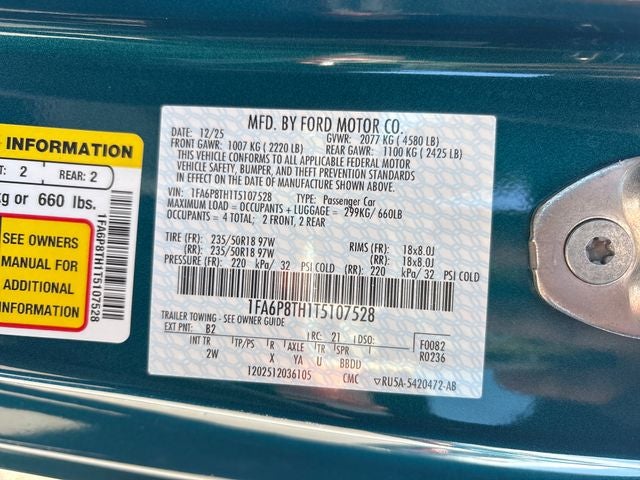 INFORMATION
2 REAR: 2
kg or 660 lbs.
SEE OWNERS
MANUAL FOR
ADDITIONAL
INFORMATION
1FA6P8TH1T5107528
MFD. BY FORD MOTOR CO.
DATE: 12/25 GVWR: 2077 KG ( 4580 LB)
FRONT GAWR: 1007 KG ( 2220 LB) REAR GAWR: 1100 KG ( 2425 LB)
THIS VEHICLE CONFORMS TO ALL APPLICABLE FEDERAL MOTOR
VEHICLE SAFETY, BUMPER, AND THEFT PREVENTION STANDARDS
IN EFFECT ON THE DATE OF MANUFACTURE SHOWN ABOVE.
VIN: 1FA6P8TH1T5107528 TYPE: Passenger Car
MAXIMUM LOAD = OCCUPANTS + LUGGAGE = 299KG/ 660LB
OCCUPANTS = 4 TOTAL; 2 FRONT, 2 REAR
TIRE (FR): 235/50R18 97W RIMS (FR): 18x8.0J
(RR): 235/50R18 97W (RR): 18x8.0J
PRESSURE (FR): 220 kPa/ 32 PSI COLD (RR): 220 kPa/ 32 PSI COLD
1FA6P8TH1T5107528
TRAILER TOWING - SEE OWNER GUIDE
EXT PNT: B2 RC: 21 DSO: F0082
INT TR TP/PS R AXLE TR SPR R0236
2W X YA U BBDD
1202512036105 CMC RU5A-5420472-AB